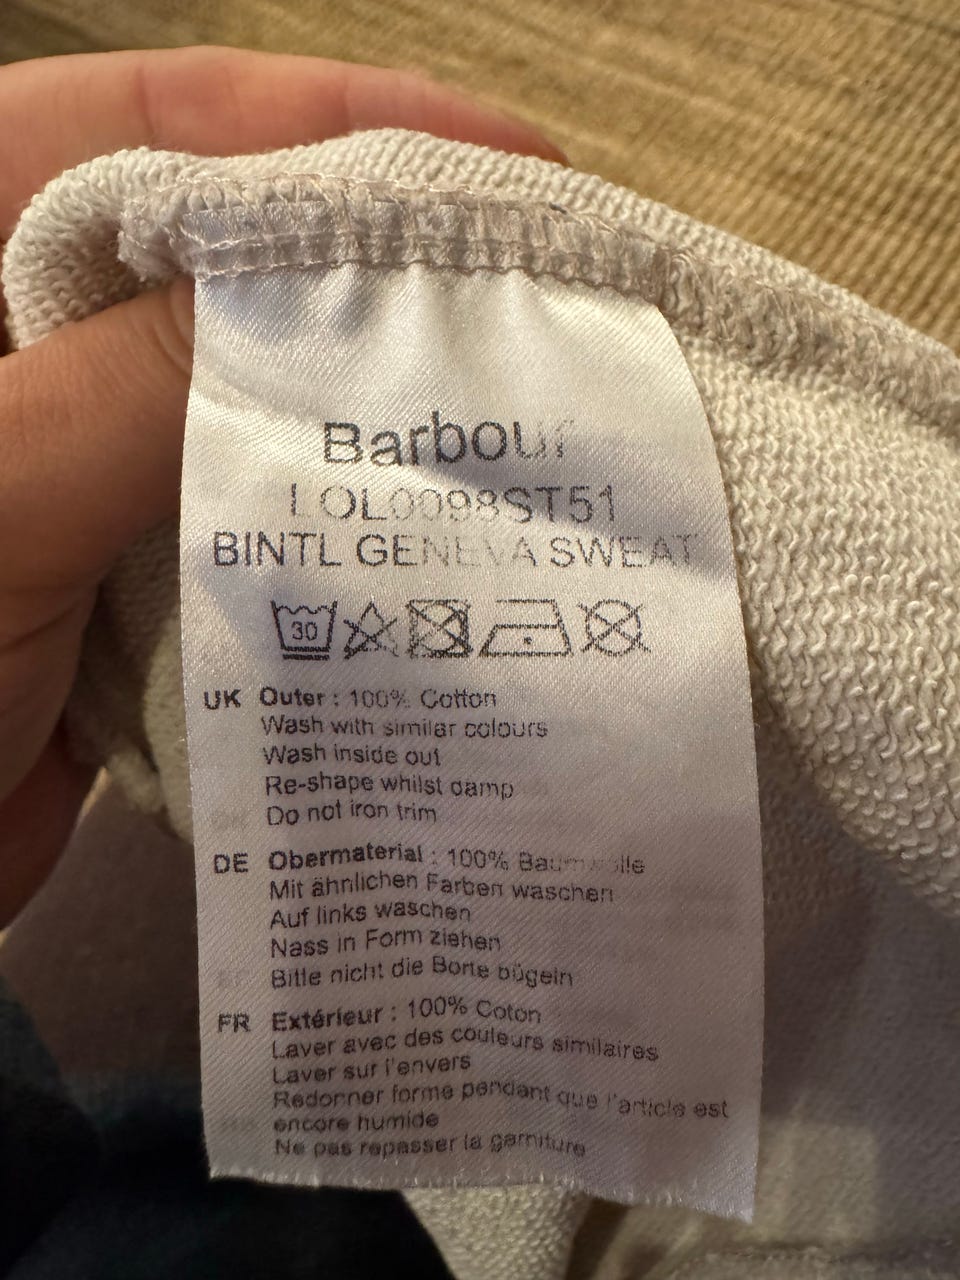 Barbour
LOL0098ST51
BINTL GENEVA SWEAT
30
UK Outer : 100% Cotton
Wash with similar colours
Wash inside out
Re-shape whilst damp
Do not iron trim
DE Obermaterial : 100% Baumwolle
Mit ähnlichen Farben waschen
Auf links waschen
Nass in Form ziehen
Bitte nicht die Borte bügeln
FR Extérieur : 100% Coton
Laver avec des couleurs similaires
Laver sur l'envers
Redonner forme pendant que l'article est
encore humide
Ne pas repasser la garniture